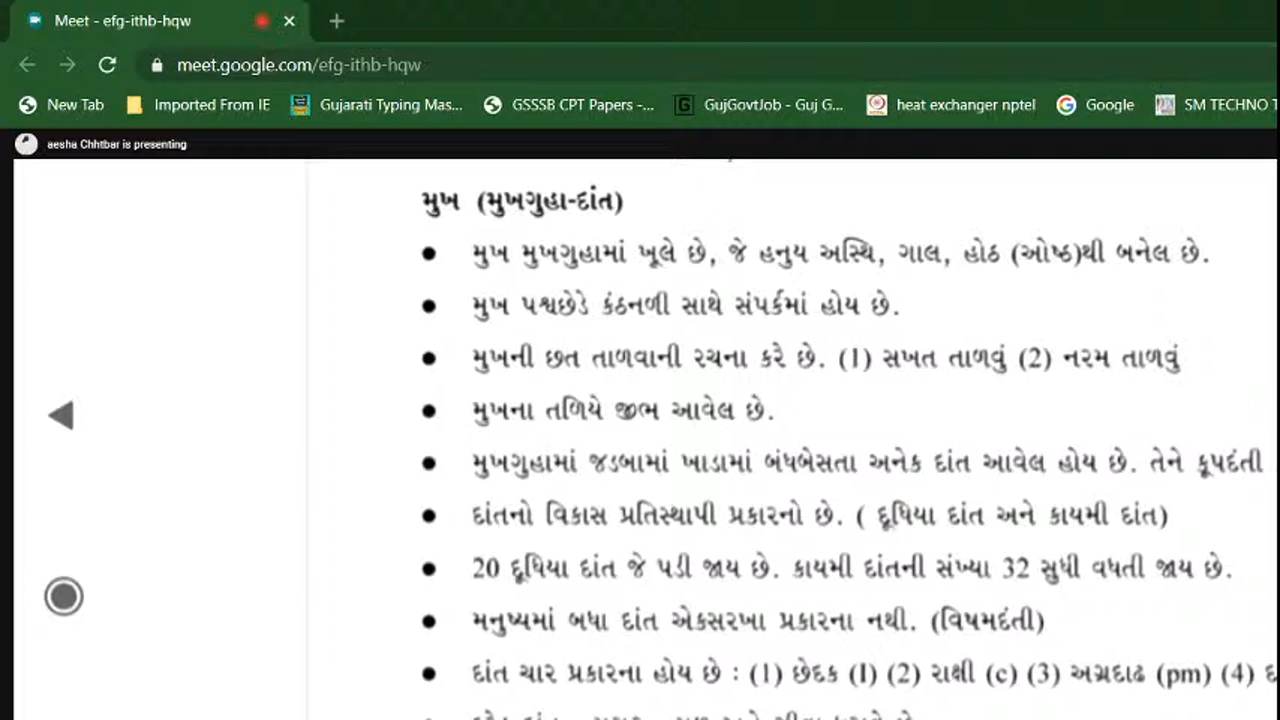 Meet - efg-ithb-hqw
meet.google.com/efg-ithb-hqw
New Tab Imported From IE Gujarati Typing Mas... GSSSB CPT Papers -... GujGovtJob - Guj G... heat exchanger nptel Google SM TECHNO
aesha Chhtbar is presenting
મુખ (મુખગુહા-દાંત)
● મુખ મુખગુહામાં ખૂલે છે, જે હનુય અસ્થિ, ગાલ, હોઠ (ઓષ્ઠ)થી બનેલ છે.
● મુખ પશ્વછેડે કંઠનળી સાથે સંપર્કમાં હોય છે.
● મુખની છત તાળવાની રચના કરે છે. (1) સખત તાળવું (2) નરમ તાળવું
● મુખના તળિયે જીભ આવેલ છે.
● મુખગુહામાં જડબામાં ખાડામાં બંધબેસતા અનેક દાંત આવેલ હોય છે. તેને કૂપદંતી
● દાંતનો વિકાસ પ્રતિસ્થાપી પ્રકારનો છે. ( દૂધિયા દાંત અને કાયમી દાંત)
● 20 દૂધિયા દાંત જે પડી જાય છે. કાયમી દાંતની સંખ્યા 32 સુધી વધતી જાય છે.
● મનુષ્યમાં બધા દાંત એકસરખા પ્રકારના નથી. (વિષમદંતી)
● દાંત ચાર પ્રકારના હોય છે : (1) છેદક (I) (2) રાક્ષી (c) (3) અગ્રદાઢ (pm) (4)